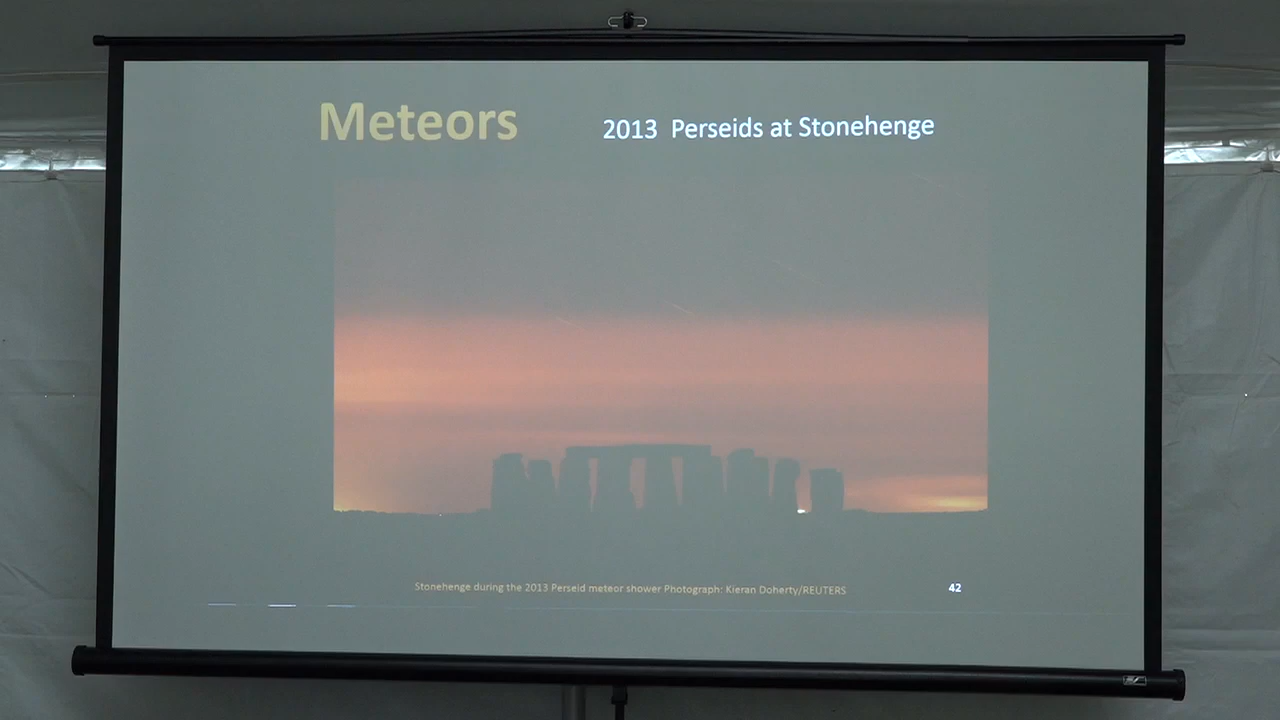 Meteors
2013 Perseids at Stonehenge
Stonehenge during the 2013 Perseid meteor shower Photograph: Kieran Doherty/REUTERS
42